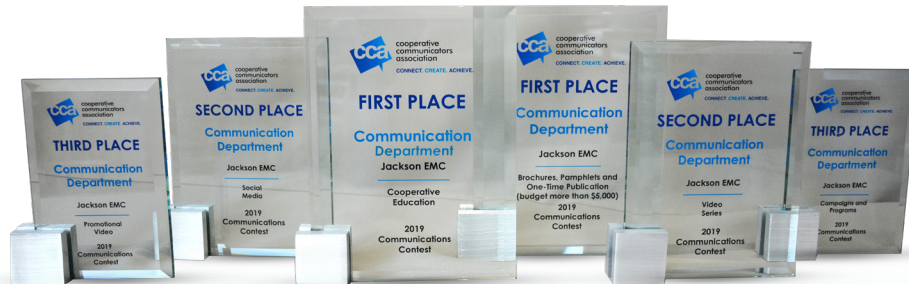 cca
cooperative
communicators
association
CONNECT. CREATE. ACHIEVE.
THIRD PLACE
Communication
Department
Jackson EMC
Promotional
Video
2019
Communications
Contest
cca
cooperative
communicators
association
CONNECT. CREATE. ACHIEVE.
SECOND PLACE
Communication
Department
Jackson EMC
Social
Media
2019
Communications
Contest
cca
cooperative
communicators
association
CONNECT. CREATE. ACHIEVE.
FIRST PLACE
Communication
Department
Jackson EMC
Cooperative
Education
2019
Communications
Contest
cca
cooperative
communicators
association
CONNECT. CREATE. ACHIEVE.
FIRST PLACE
Communication
Department
Jackson EMC
Brochures, Pamphlets and
One-Time Publication
(budget more than $5,000)
2019
Communications
Contest
cca
cooperative
communicators
association
CONNECT. CREATE. ACHIEVE.
SECOND PLACE
Communication
Department
Jackson EMC
Video
Series
2019
Communications
Contest
cca
cooperative
communicators
association
CONNECT. CREATE. ACHIEVE.
THIRD PLACE
Communication
Department
Jackson EMC
Campaigns and
Programs
2019
Communications
Contest